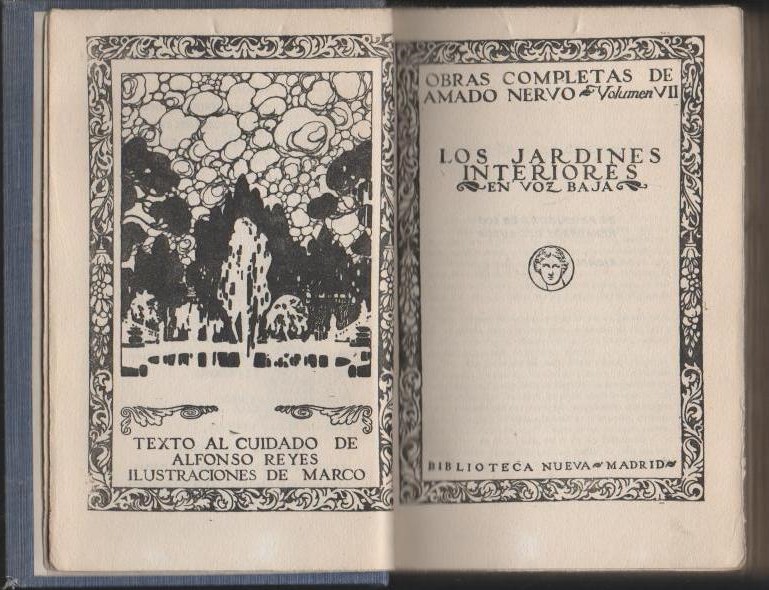 TEXTO AL CUIDADO DE
ALFONSO REYES
ILUSTRACIONES DE MARCO
OBRAS COMPLETAS DE
AMADO NERVO Volumen VII
LOS JARDINES
INTERIORES
EN VOZ BAJA
BIBLIOTECA NUEVA MADRID